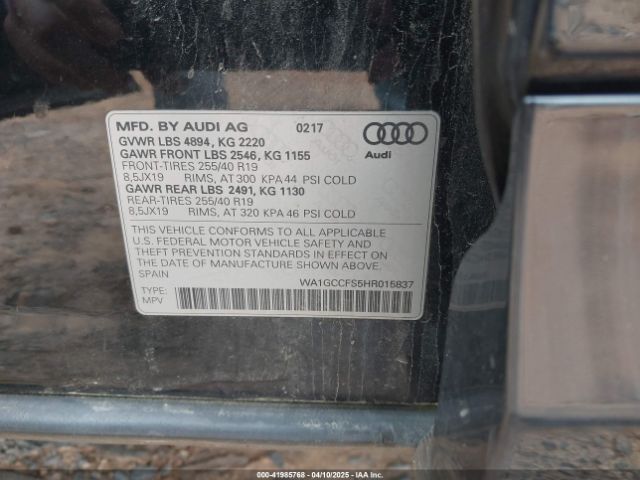 MFD. BY AUDI AG 0217
GVWR LBS 4894, KG 2220
GAWR FRONT LBS 2546, KG 1155
FRONT-TIRES 255/40 R19
8,5JX19 RIMS, AT 300 KPA 44 PSI COLD
GAWR REAR LBS 2491, KG 1130
REAR-TIRES 255/40 R19
8,5JX19 RIMS, AT 320 KPA 46 PSI COLD
Audi
THIS VEHICLE CONFORMS TO ALL APPLICABLE
U.S. FEDERAL MOTOR VEHICLE SAFETY AND
THEFT PREVENTION STANDARDS IN EFFECT ON
THE DATE OF MANUFACTURE SHOWN ABOVE.
SPAIN
WA1GCCFS5HR015837
TYPE:
MPV
000-41985768 - 04/10/2025 - IAAI, Inc.